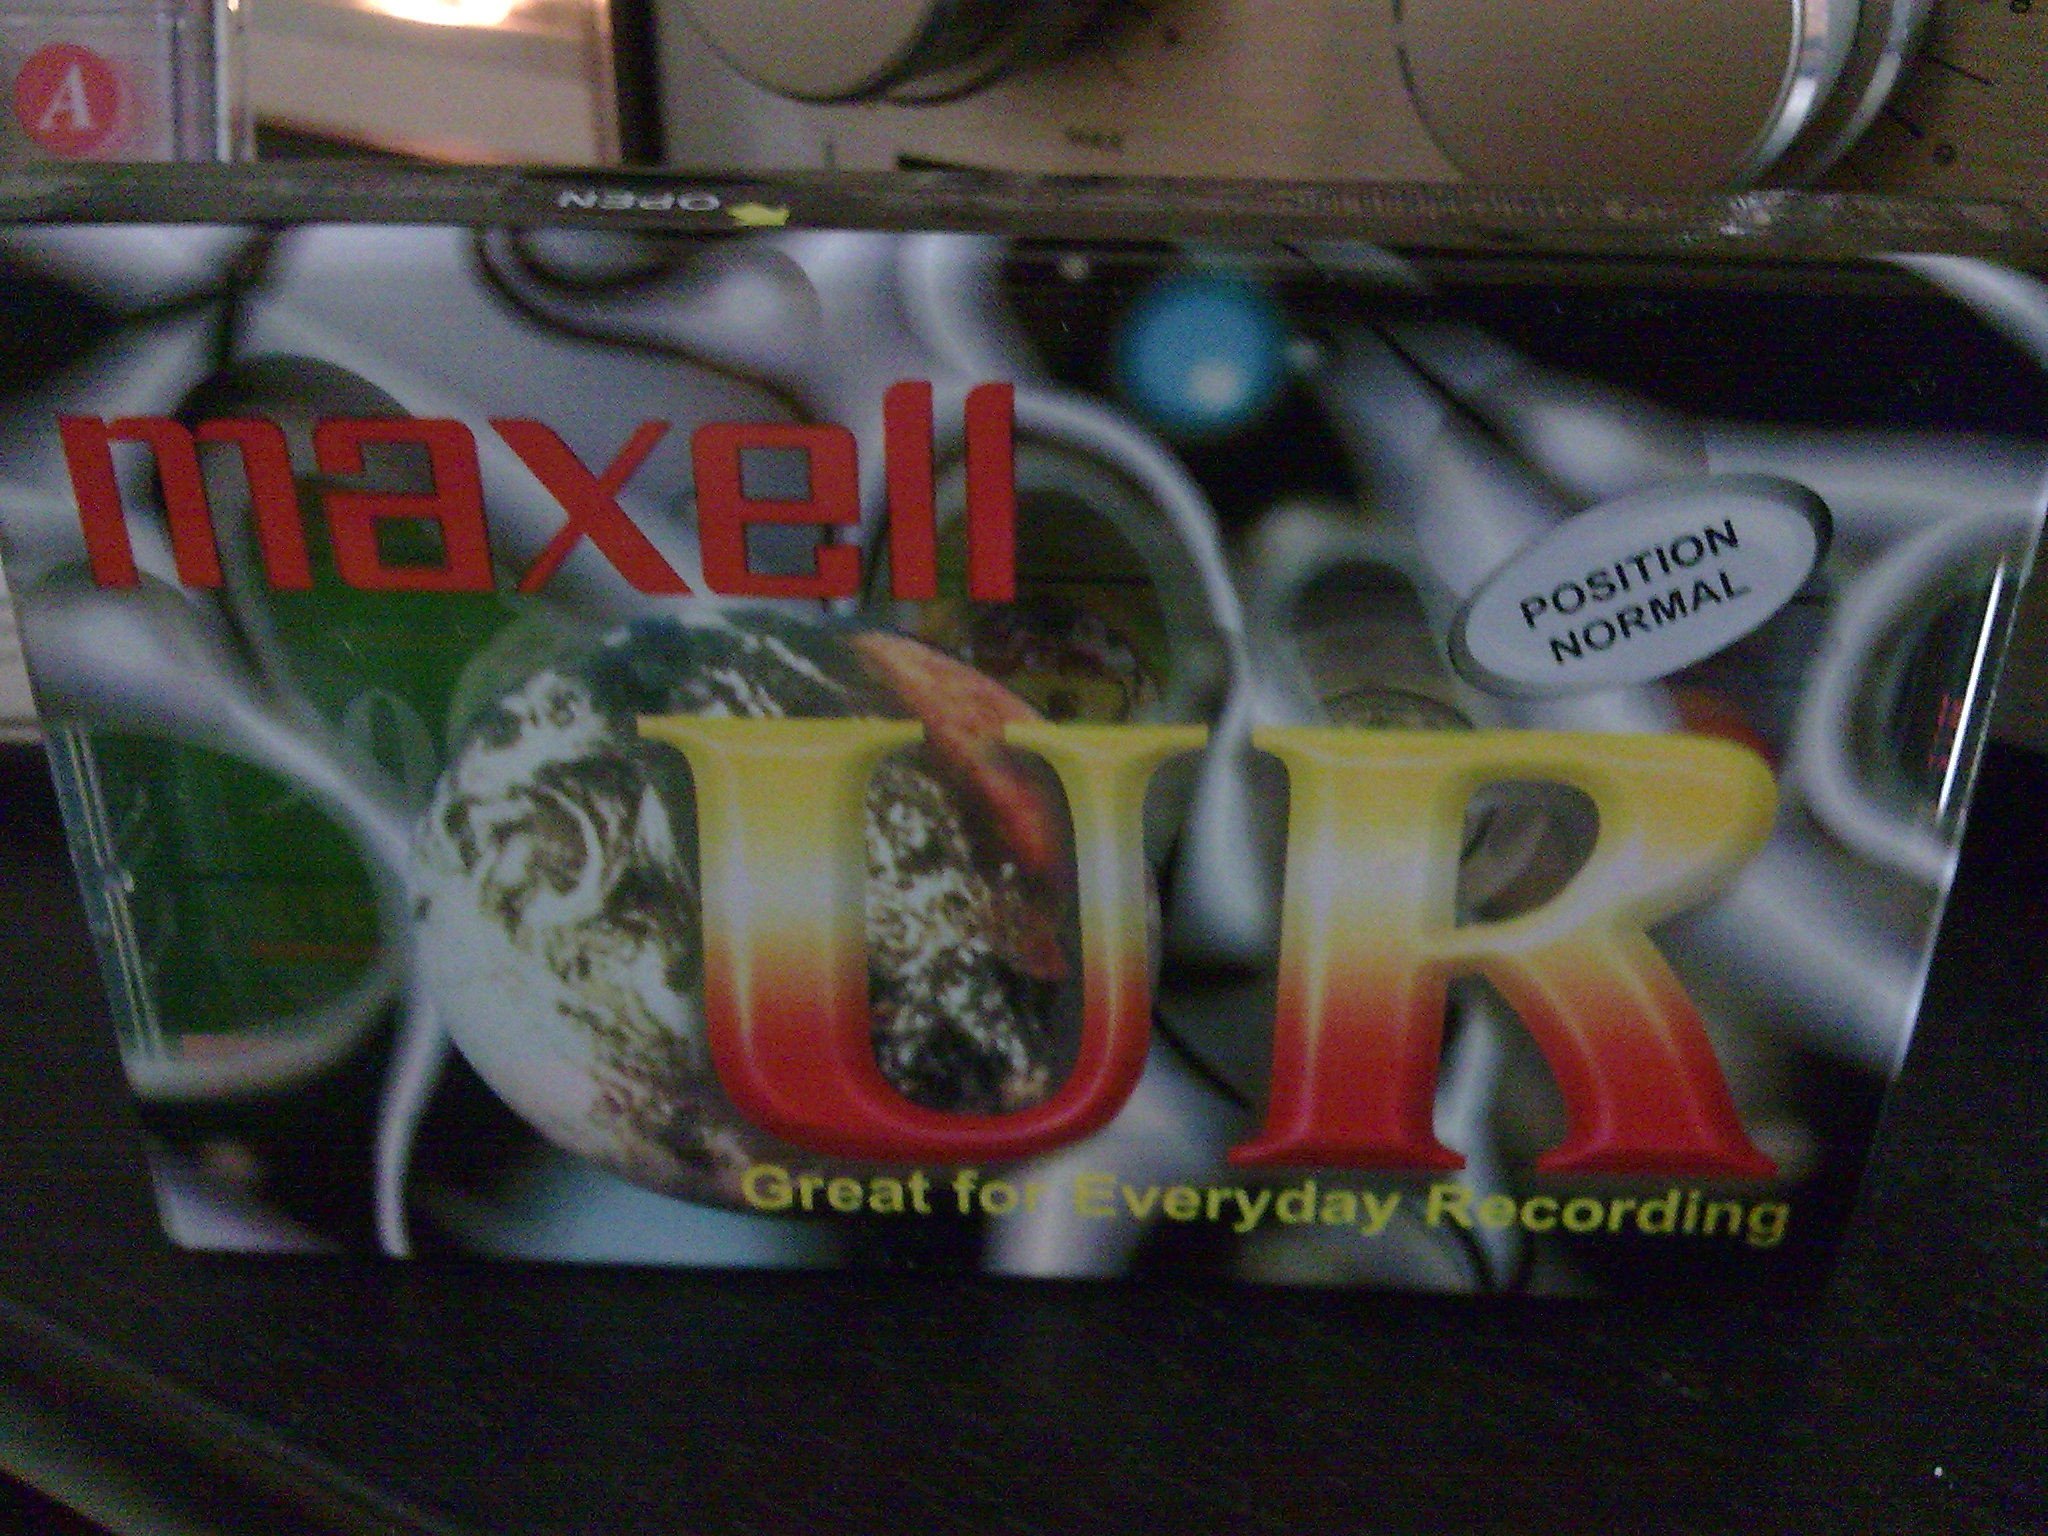 A
OPEN
maxell
POSITION
NORMAL
UR
Great for Everyday Recording